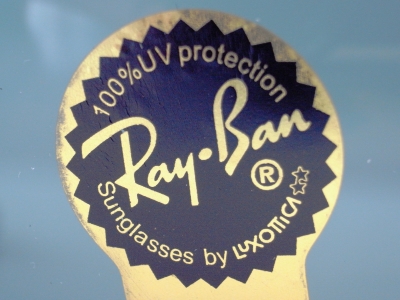 100% UV protection
Ray-Ban®
Sunglasses by LUXOTTICA